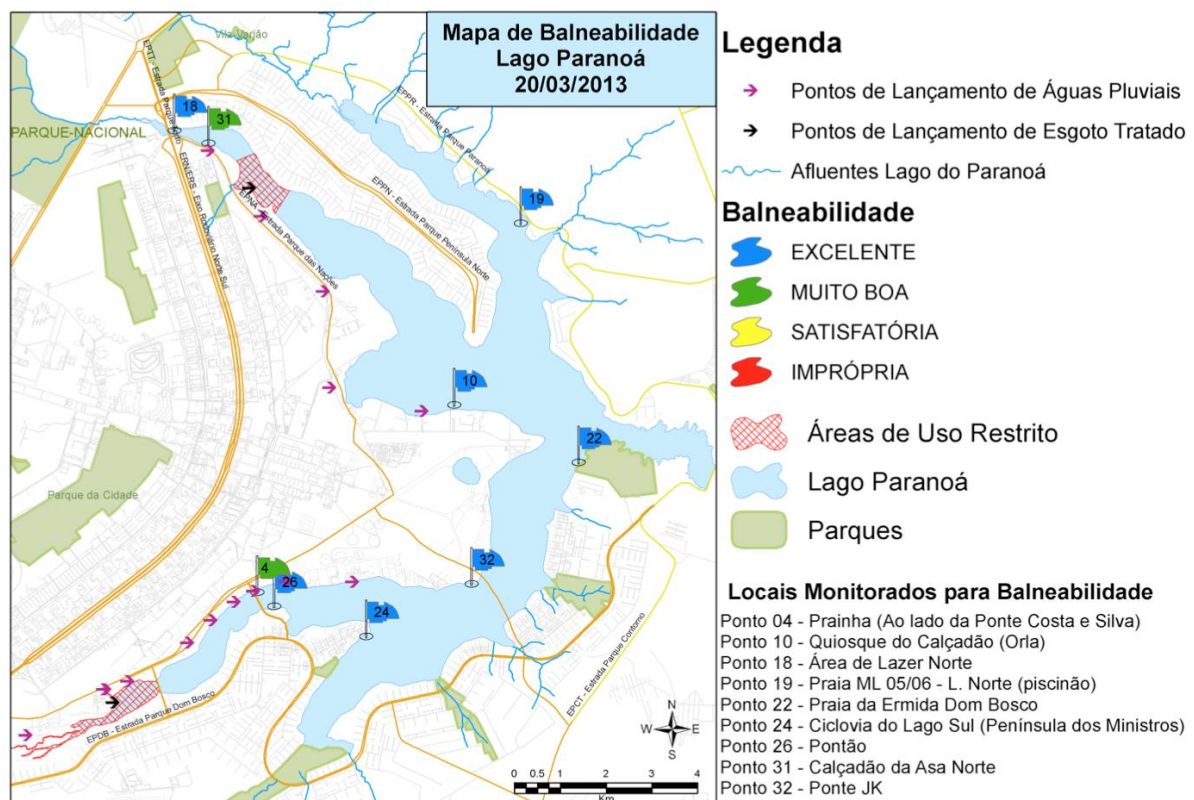 Mapa de Balneabilidade
Lago Paranoá
20/03/2013
Vila-Varjão
EPTT - Estrada Parque
PARQUE-NACIONAL
18
31
EPPR - Estrada Parque Paranoá
ERN/ERS - Eixo Rodoviário Norte Sul
EPNA - Estrada Parque das Nações
EPPN - Estrada Parque Península Norte
19
10
22
Parque da Cidade
4
26
32
24
EPDB - Estrada Parque Dom Bosco
EPCT - Estrada Parque Contorno
N
W
E
S
0 0.5 1 2 3 4
Km
Legenda
Pontos de Lançamento de Águas Pluviais
Pontos de Lançamento de Esgoto Tratado
Afluentes Lago do Paranoá
Balneabilidade
EXCELENTE
MUITO BOA
SATISFATÓRIA
IMPRÓPRIA
Áreas de Uso Restrito
Lago Paranoá
Parques
Locais Monitorados para Balneabilidade
Ponto 04 - Prainha (Ao lado da Ponte Costa e Silva)
Ponto 10 - Quiosque do Calçadão (Orla)
Ponto 18 - Área de Lazer Norte
Ponto 19 - Praia ML 05/06 - L. Norte (piscinão)
Ponto 22 - Praia da Ermida Dom Bosco
Ponto 24 - Ciclovia do Lago Sul (Península dos Ministros)
Ponto 26 - Pontão
Ponto 31 - Calçadão da Asa Norte
Ponto 32 - Ponte JK